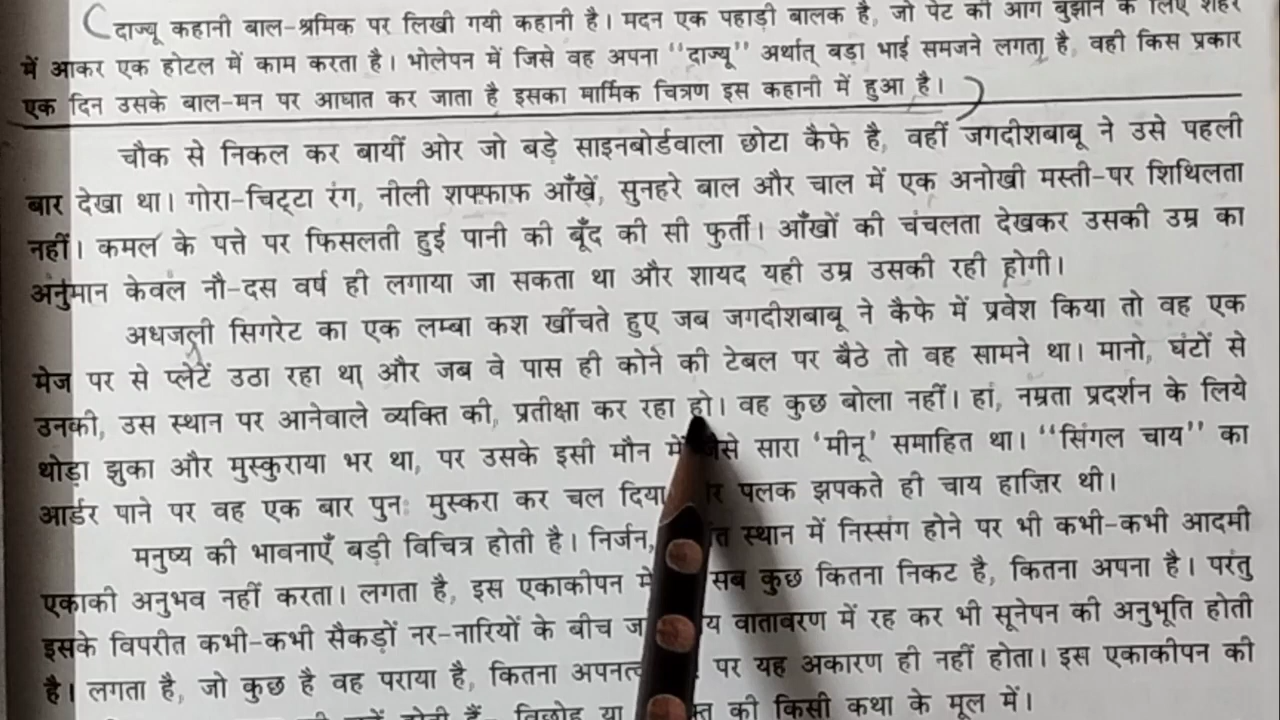 दाज्यू कहानी बाल-श्रमिक पर लिखी गयी कहानी है। मदन एक पहाड़ी बालक है, जो पेट की आग बुझाने के लिए शहर
में आकर एक होटल में काम करता है। भोलेपन में जिसे वह अपना "दाज्यू" अर्थात् बड़ा भाई समजने लगता है, वही किस प्रकार
एक दिन उसके बाल-मन पर आघात कर जाता है इसका मार्मिक चित्रण इस कहानी में हुआ है।
चौक से निकल कर बायीं ओर जो बड़े साइनबोर्डवाला छोटा कैफे है, वहीं जगदीशबाबू ने उसे पहली
बार देखा था। गोरा-चिट्टा रंग, नीली शफ्फाफ आँखें, सुनहरे बाल और चाल में एक अनोखी मस्ती-पर शिथिलता
नहीं। कमल के पत्ते पर फिसलती हुई पानी की बूँद की सी फुर्ती। आँखों की चंचलता देखकर उसकी उम्र का
अनुमान केवल नौ-दस वर्ष ही लगाया जा सकता था और शायद यही उम्र उसकी रही होगी।
अधजली सिगरेट का एक लम्बा कश खींचते हुए जब जगदीशबाबू ने कैफे में प्रवेश किया तो वह एक
मेज पर से प्लेटें उठा रहा था और जब वे पास ही कोने की टेबल पर बैठे तो वह सामने था। मानो, घंटों से
उनकी, उस स्थान पर आनेवाले व्यक्ति की, प्रतीक्षा कर रहा हो। वह कुछ बोला नहीं। हां, नम्रता प्रदर्शन के लिये
थोड़ा झुका और मुस्कुराया भर था, पर उसके इसी मौन में जैसे सारा 'मीनू' समाहित था। "सिंगल चाय" का
आर्डर पाने पर वह एक बार पुनः मुस्करा कर चल दिया पलक झपकते ही चाय हाज़िर थी।
मनुष्य की भावनाएँ बड़ी विचित्र होती है। निर्जन, स्थान में निस्संग होने पर भी कभी-कभी आदमी
एकाकी अनुभव नहीं करता। लगता है, इस एकाकीपन में सब कुछ कितना निकट है, कितना अपना है। परंतु
इसके विपरीत कभी-कभी सैकड़ों नर-नारियों के बीच वातावरण में रह कर भी सूनेपन की अनुभूति होती
है। लगता है, जो कुछ है वह पराया है, कितना पर यह अकारण ही नहीं होता। इस एकाकीपन की
होती हैं- विछोह या की किसी कथा के मूल में।